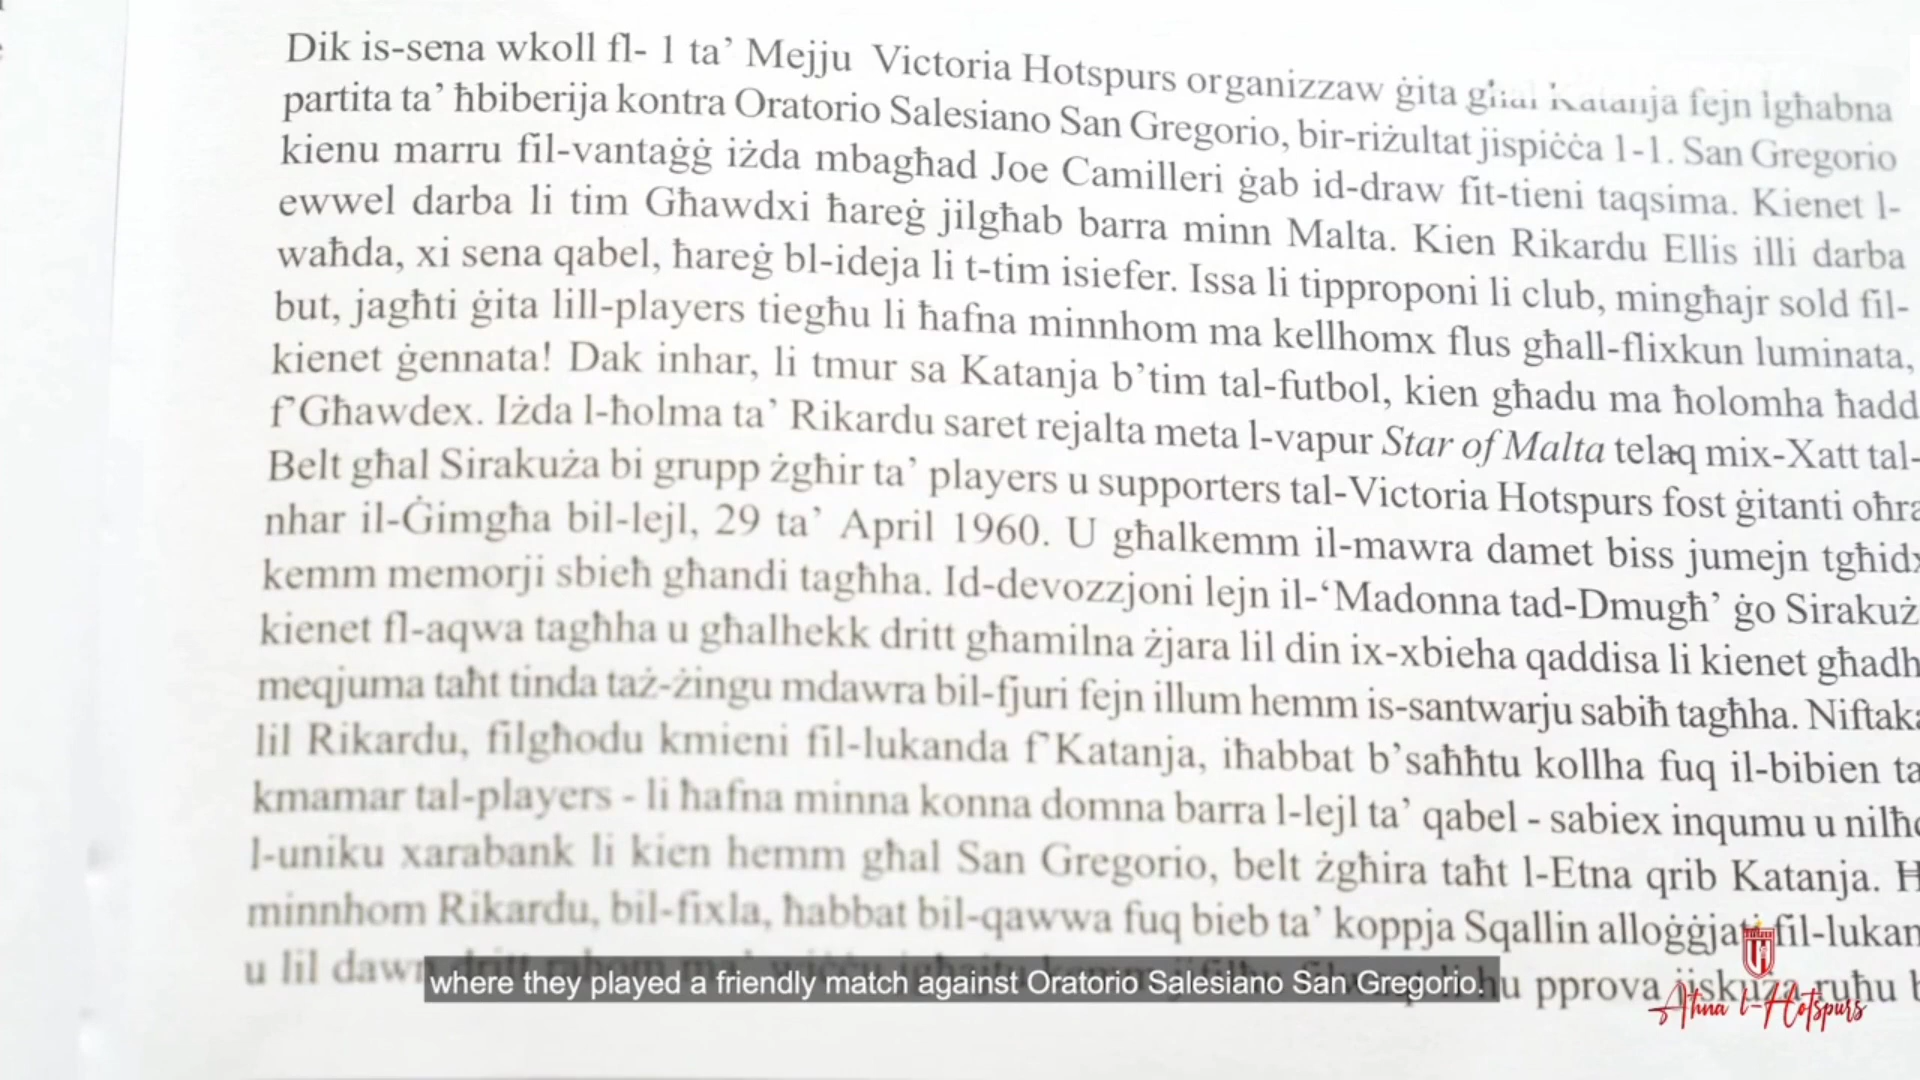 Dik is-sena wkoll fl- 1 ta’ Mejju Victoria Hotspurs organizzaw ġita għal Katanja fejn lgħabna
partita ta’ ħbiberija kontra Oratorio Salesiano San Gregorio, bir-riżultat jispiċċa 1-1. San Gregorio
kienu marru fil-vantaġġ iżda mbagħad Joe Camilleri ġab id-draw fit-tieni taqsima. Kienet l-
ewwel darba li tim Għawdxi ħareġ jilgħab barra minn Malta. Kien Rikardu Ellis illi darba
waħda, xi sena qabel, ħareġ bl-ideja li t-tim isiefer. Issa li tipproponi li club, mingħajr sold fil-
but, jagħti ġita lill-players tiegħu li ħafna minnhom ma kellhomx flus għall-flixkun luminata,
kienet ġennata! Dak inhar, li tmur sa Katanja b’tim tal-futbol, kien għadu ma ħolomha ħadd
f’Għawdex. Iżda l-ħolma ta’ Rikardu saret rejalta meta l-vapur Star of Malta telaq mix-Xatt tal-
Belt għal Sirakuża bi grupp żgħir ta’ players u supporters tal-Victoria Hotspurs fost ġitanti oħra
nhar il-Ġimgħa bil-lejl, 29 ta’ April 1960. U għalkemm il-mawra damet biss jumejn tgħidx
kemm memorji sbieħ għandi tagħha. Id-devozzjoni lejn il-‘Madonna tad-Dmugħ’ ġo Sirakuż
kienet fl-aqwa tagħha u għalhekk dritt għamilna żjara lil din ix-xbieha qaddisa li kienet għadh
meqjuma taħt tinda taż-żingu mdawra bil-fjuri fejn illum hemm is-santwarju sabiħ tagħha. Niftaka
lil Rikardu, filgħodu kmieni fil-lukanda f’Katanja, iħabbat b’saħħtu kollha fuq il-bibien ta
kmamar tal-players - li ħafna minna konna domna barra l-lejl ta’ qabel - sabiex inqumu u nilħq
l-uniku xarabank li kien hemm għal San Gregorio, belt żgħira taħt l-Etna qrib Katanja. Ħ
minnhom Rikardu, bil-fixla, ħabbat bil-qawwa fuq bieb ta’ koppja Sqallin alloġġjati fil-lukan
u lil dawn hu pprova jiskuża ruħu b
where they played a friendly match against Oratorio Salesiano San Gregorio.
Aħna l-Hotspurs